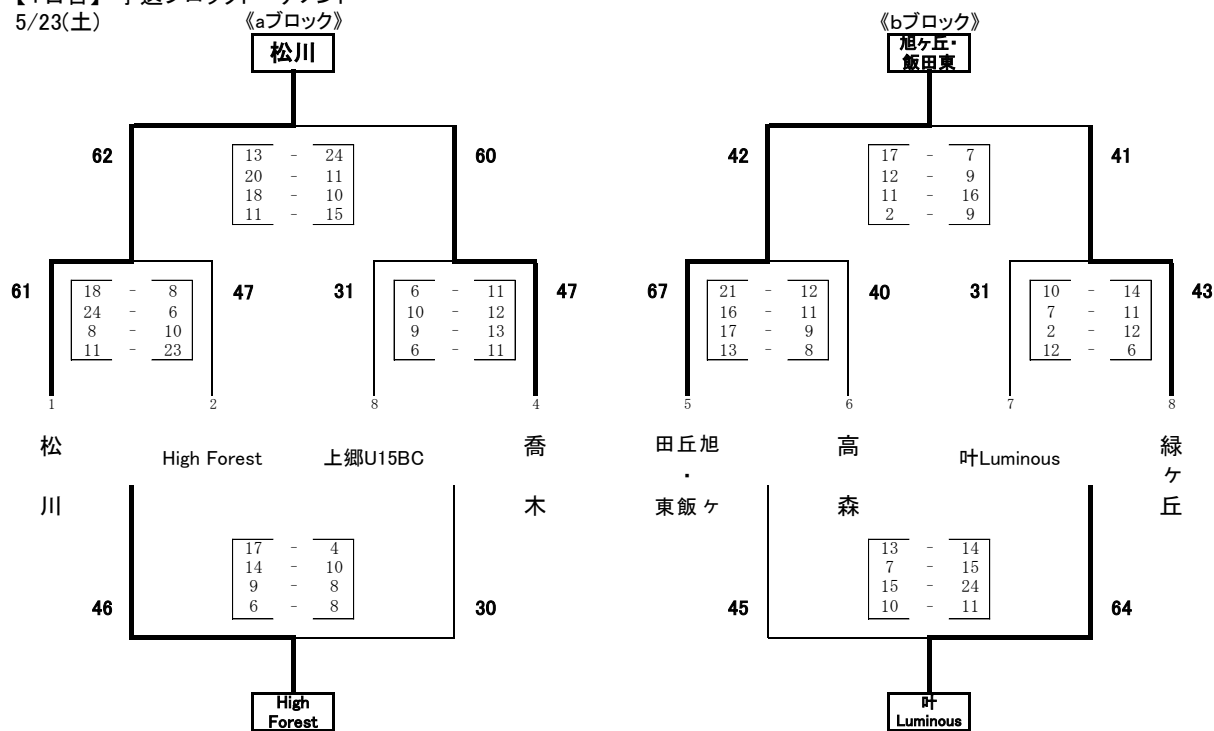 5/23(土)
《aブロック》
《bブロック》
松川
旭ヶ丘・
飯田東
62
13 - 24
20 - 11
18 - 10
11 - 15
60
42
17 - 7
12 - 9
11 - 16
2 - 9
41
61
18 - 8
24 - 6
8 - 10
11 - 23
47
31
6 - 11
10 - 12
9 - 13
6 - 11
47
67
21 - 12
16 - 11
17 - 9
13 - 8
40
31
10 - 14
7 - 11
2 - 12
12 - 6
43
1
2
8
4
5
6
7
8
松川
High Forest
上郷U15BC
喬木
田丘旭
・
東飯ヶ
高森
叶Luminous
緑ヶ丘
46
17 - 4
14 - 10
9 - 8
6 - 8
30
45
13 - 14
7 - 15
15 - 24
10 - 11
64
High
Forest
叶
Luminous